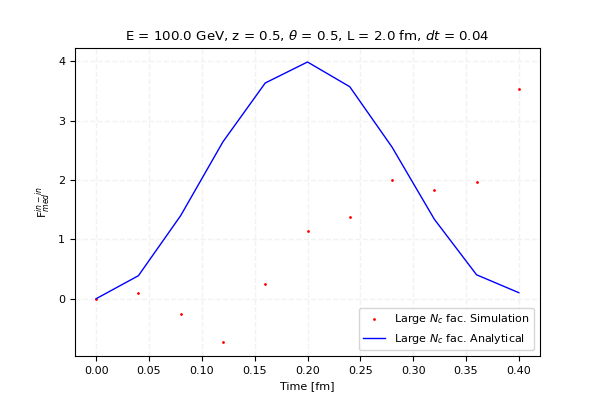 E = 100.0 GeV, z = 0.5, θ = 0.5, L = 2.0 fm, dt = 0.04
4
3
2
1
0
F_{med}^{in-in}
0.00 0.05 0.10 0.15 0.20 0.25 0.30 0.35 0.40
Time [fm]
Large N_c fac. Simulation
Large N_c fac. Analytical